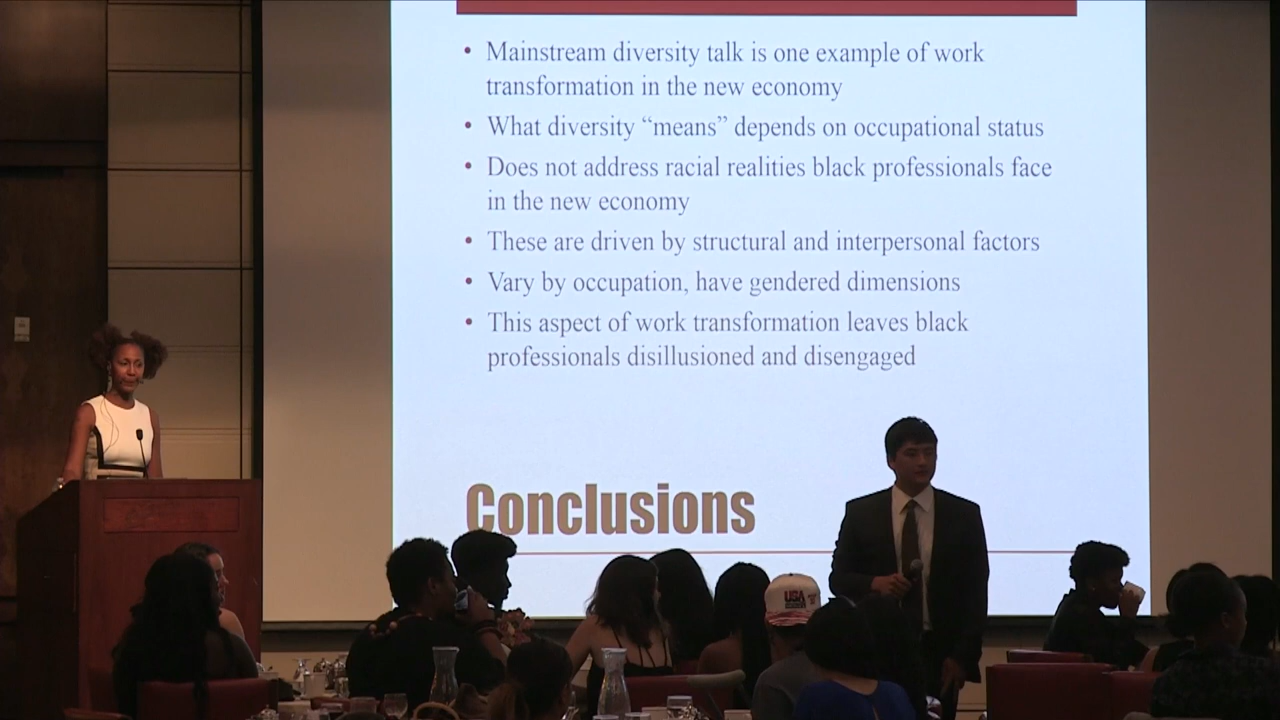 • Mainstream diversity talk is one example of work
transformation in the new economy
• What diversity “means” depends on occupational status
• Does not address racial realities black professionals face
in the new economy
• These are driven by structural and interpersonal factors
• Vary by occupation, have gendered dimensions
• This aspect of work transformation leaves black
professionals disillusioned and disengaged
Conclusions
USA